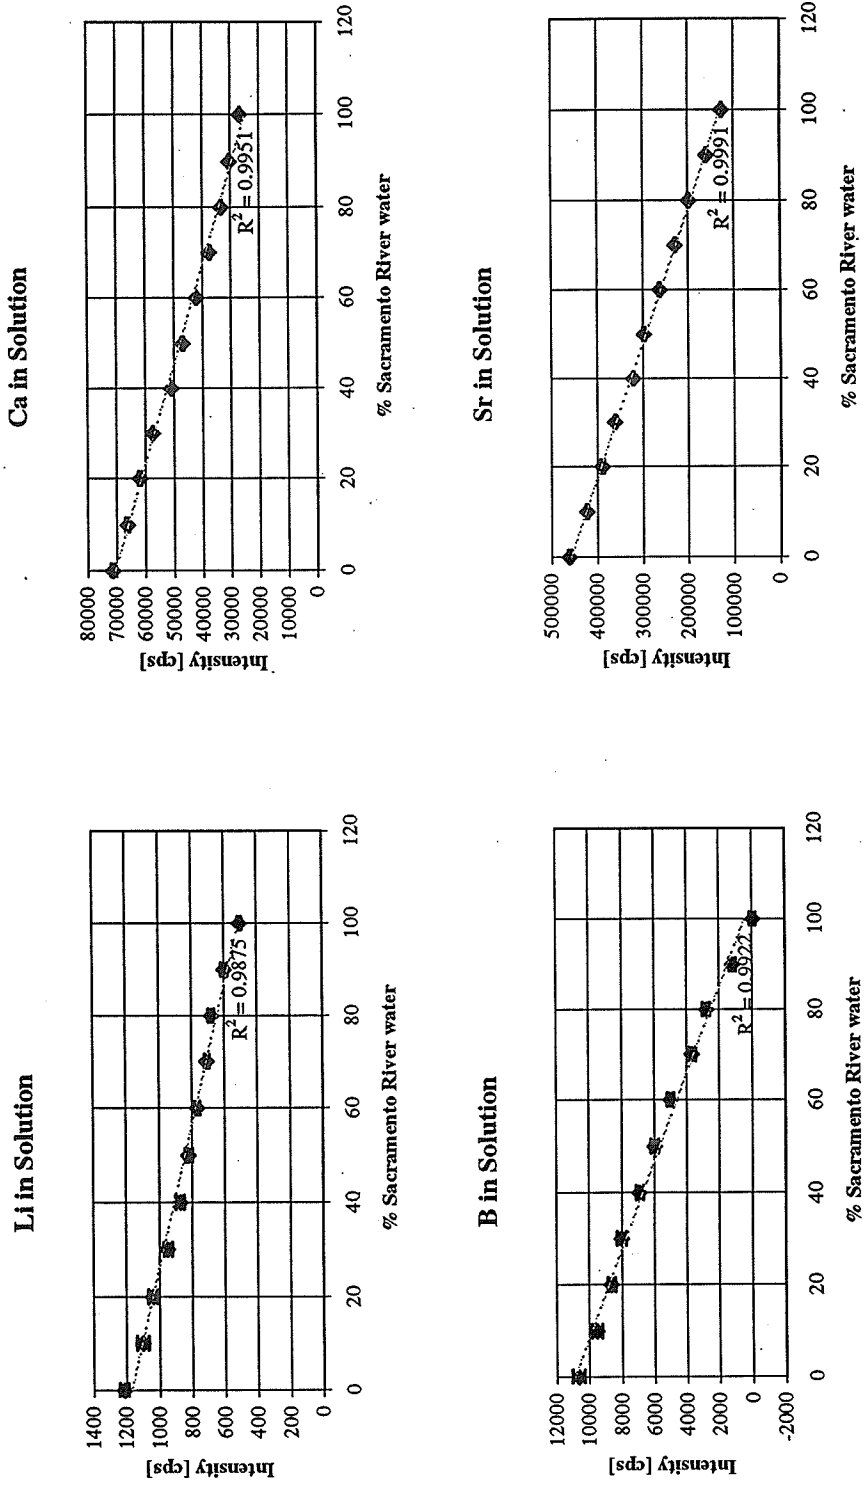 Li in Solution
1400
1200
1000
800
600
400
200
0
Intensity [cps]
R² = 0.9875
0 20 40 60 80 100 120
% Sacramento River water
Ca in Solution
80000
70000
60000
50000
40000
30000
20000
10000
0
Intensity [cps]
R² = 0.9951
0 20 40 60 80 100 120
% Sacramento River water
B in Solution
12000
10000
8000
6000
4000
2000
0
-2000
Intensity [cps]
R² = 0.9922
0 20 40 60 80 100 120
% Sacramento River water
Sr in Solution
500000
400000
300000
200000
100000
0
Intensity [cps]
R² = 0.9991
0 20 40 60 80 100 120
% Sacramento River water